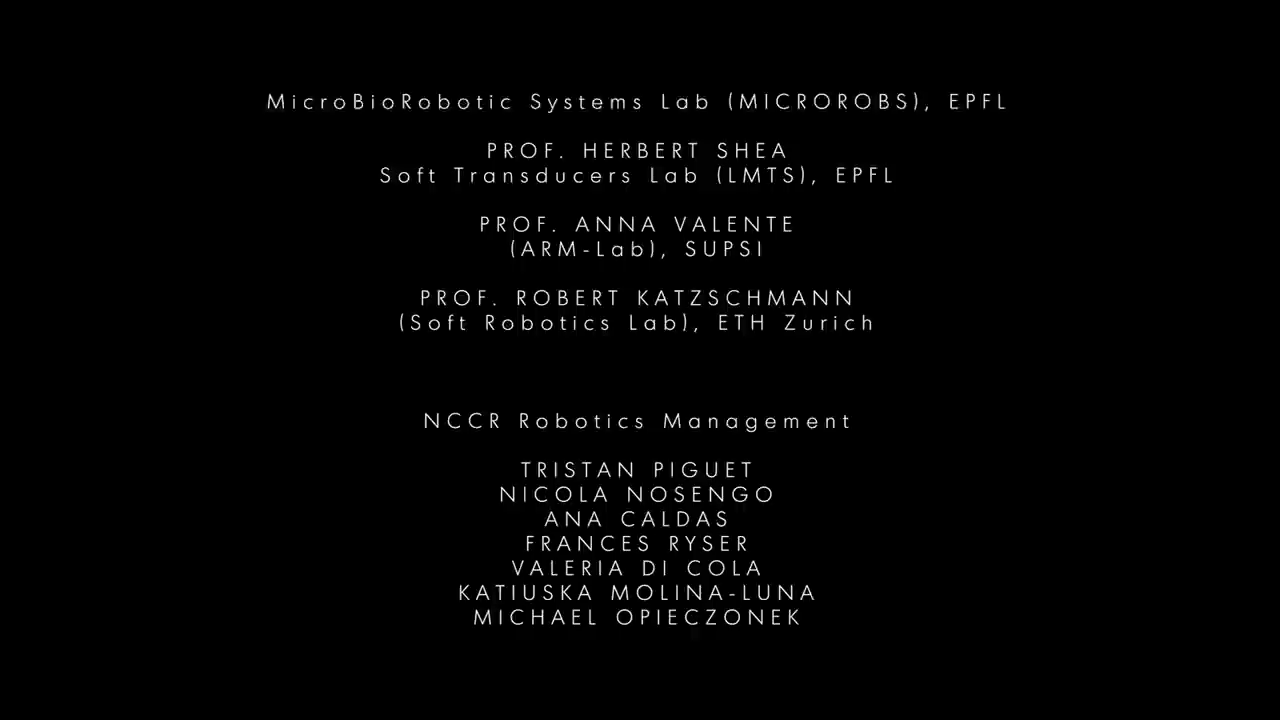 MicroBioRobotic Systems Lab (MICROROBS), EPFL
PROF. HERBERT SHEA
Soft Transducers Lab (LMTS), EPFL
PROF. ANNA VALENTE
(ARM-Lab), SUPSI
PROF. ROBERT KATZSCHMANN
(Soft Robotics Lab), ETH Zurich
NCCR Robotics Management
TRISTAN PIGUET
NICOLA NOSENGO
ANA CALDAS
FRANCES RYSER
VALERIA DI COLA
KATIUSKA MOLINA-LUNA
MICHAEL OPIECZONEK